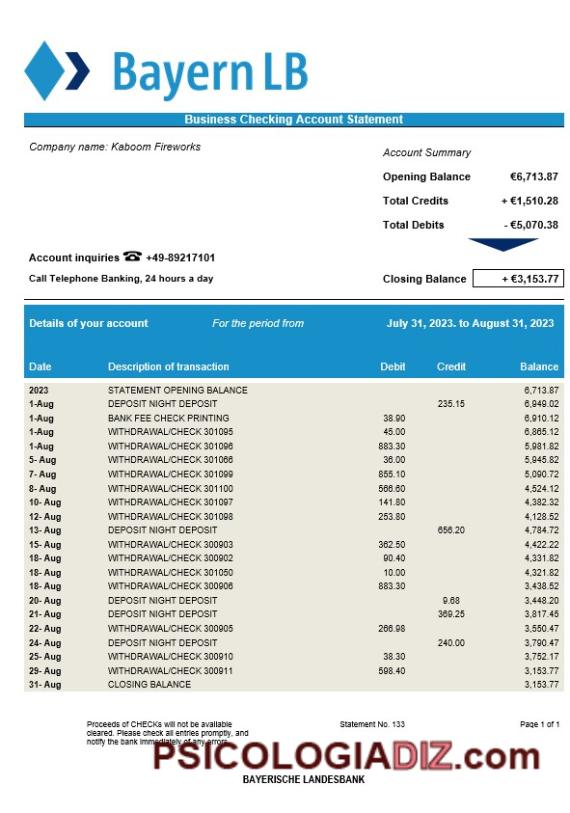 Bayern LB
Business Checking Account Statement
Company name: Kaboom Fireworks
Account Summary
Opening Balance €6,713.87
Total Credits + €1,510.28
Total Debits - €5,070.38
Account inquiries ☎ +49-89217101
Call Telephone Banking, 24 hours a day
Closing Balance + €3,153.77
Details of your account For the period from July 31, 2023. to August 31, 2023
Date Description of transaction Debit Credit Balance
2023 STATEMENT OPENING BALANCE 6,713.87
1-Aug DEPOSIT NIGHT DEPOSIT 235.15 6,949.02
1-Aug BANK FEE CHECK PRINTING 38.90 6,910.12
1-Aug WITHDRAWAL/CHECK 301095 45.00 6,865.12
1-Aug WITHDRAWAL/CHECK 301096 883.30 5,981.82
5- Aug WITHDRAWAL/CHECK 301066 36.00 5,945.82
7- Aug WITHDRAWAL/CHECK 301099 855.10 5,090.72
8- Aug WITHDRAWAL/CHECK 301100 566.60 4,524.12
10- Aug WITHDRAWAL/CHECK 301097 141.80 4,382.32
12- Aug WITHDRAWAL/CHECK 301098 253.80 4,128.52
13- Aug DEPOSIT NIGHT DEPOSIT 656.20 4,784.72
15- Aug WITHDRAWAL/CHECK 300903 362.50 4,422.22
18- Aug WITHDRAWAL/CHECK 300902 90.40 4,331.82
18- Aug WITHDRAWAL/CHECK 301050 10.00 4,321.82
18- Aug WITHDRAWAL/CHECK 300906 883.30 3,438.52
20- Aug DEPOSIT NIGHT DEPOSIT 9.68 3,448.20
21- Aug DEPOSIT NIGHT DEPOSIT 369.25 3,817.45
22- Aug WITHDRAWAL/CHECK 300905 266.98 3,550.47
24- Aug DEPOSIT NIGHT DEPOSIT 240.00 3,790.47
25- Aug WITHDRAWAL/CHECK 300910 38.30 3,752.17
29- Aug WITHDRAWAL/CHECK 300911 598.40 3,153.77
31- Aug CLOSING BALANCE 3,153.77
Proceeds of CHECKs will not be available Statement No. 133 Page 1 of 1
cleared. Please check all entries promptly, and
notify the bank immediately of any errors.
PSICOLOGIADIZ.com
BAYERISCHE LANDESBANK